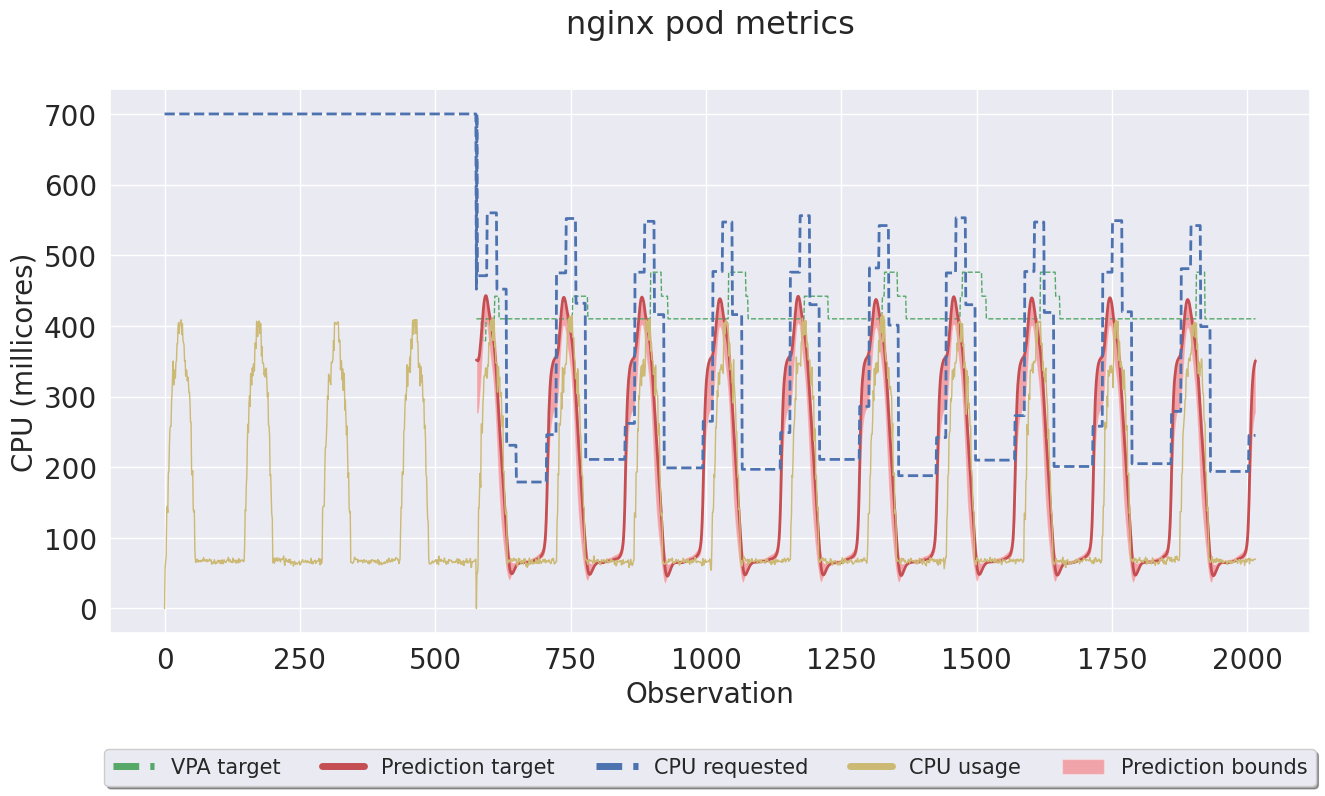 nginx pod metrics
CPU (millicores)
700
600
500
400
300
200
100
0
0 250 500 750 1000 1250 1500 1750 2000
Observation
VPA target Prediction target CPU requested CPU usage Prediction bounds